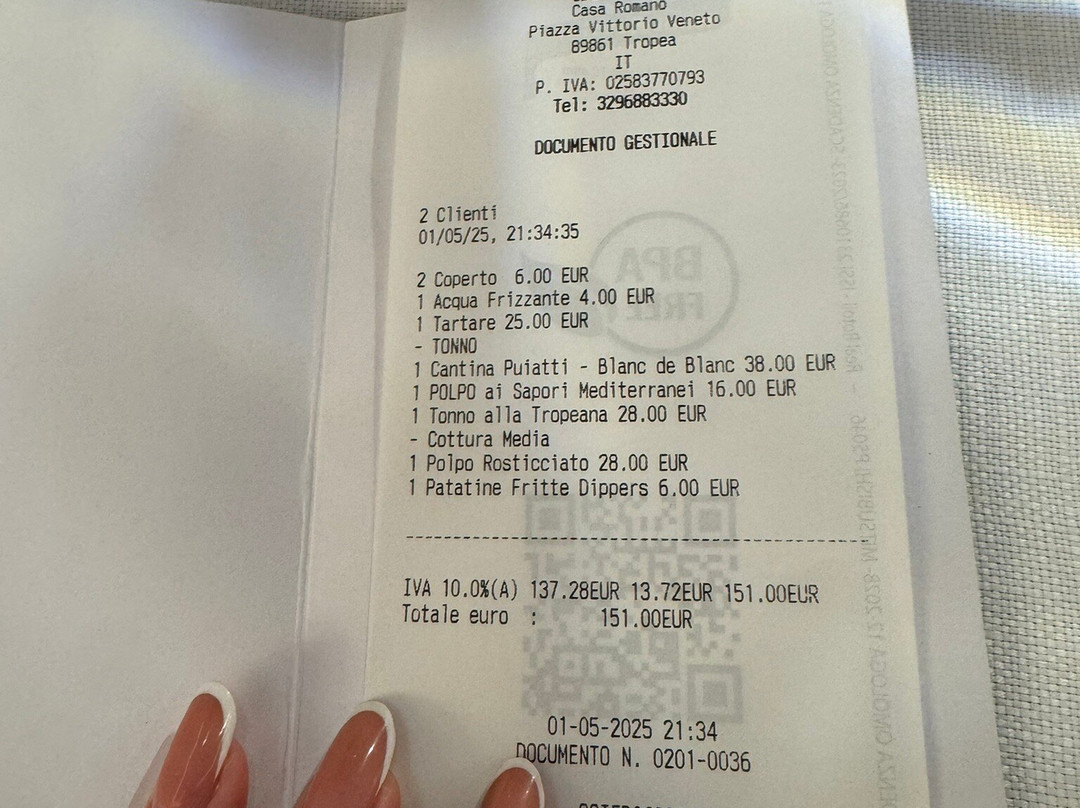 Casa Romano
Piazza Vittorio Veneto
89861 Tropea
IT
P. IVA: 02583770793
Tel: 3296883330
DOCUMENTO GESTIONALE
2 Clienti
01/05/25, 21:34:35
2 Coperto 6.00 EUR
1 Acqua Frizzante 4.00 EUR
1 Tartare 25.00 EUR
- TONNO
1 Cantina Puiatti - Blanc de Blanc 38.00 EUR
1 POLPO ai Sapori Mediterranei 16.00 EUR
1 Tonno alla Tropeana 28.00 EUR
- Cottura Media
1 Polpo Rosticciato 28.00 EUR
1 Patatine Fritte Dippers 6.00 EUR
IVA 10.0%(A) 137.28EUR 13.72EUR 151.00EUR
Totale euro : 151.00EUR
01-05-2025 21:34
DOCUMENTO N. 0201-0036
BPA
FREE